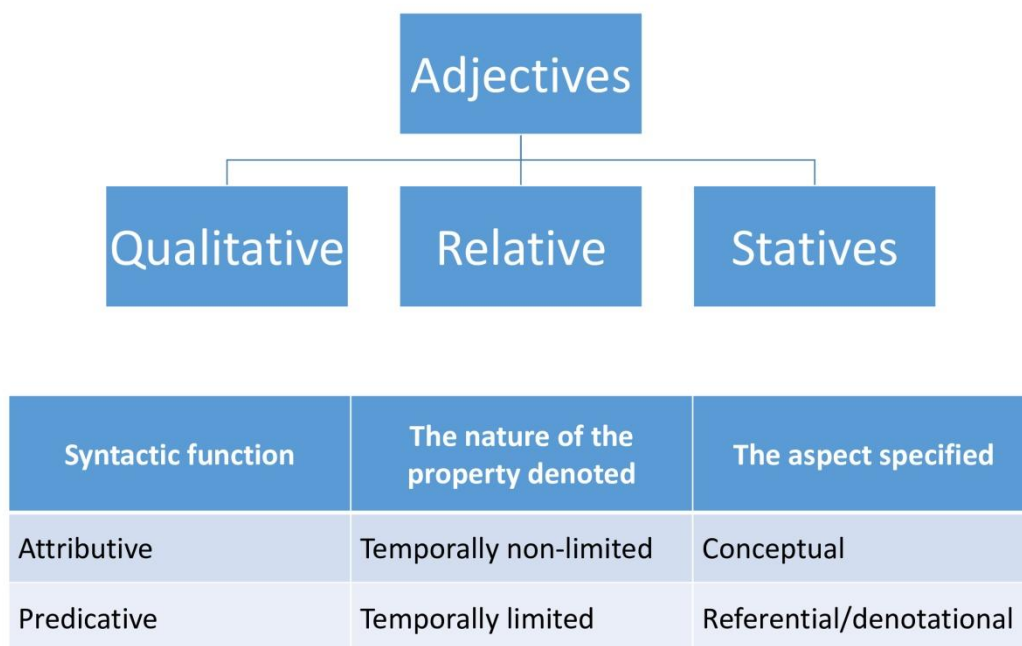 Adjectives
Qualitative
Relative
Statives
Syntactic function
The nature of the
property denoted
The aspect specified
Attributive
Temporally non-limited
Conceptual
Predicative
Temporally limited
Referential/denotational